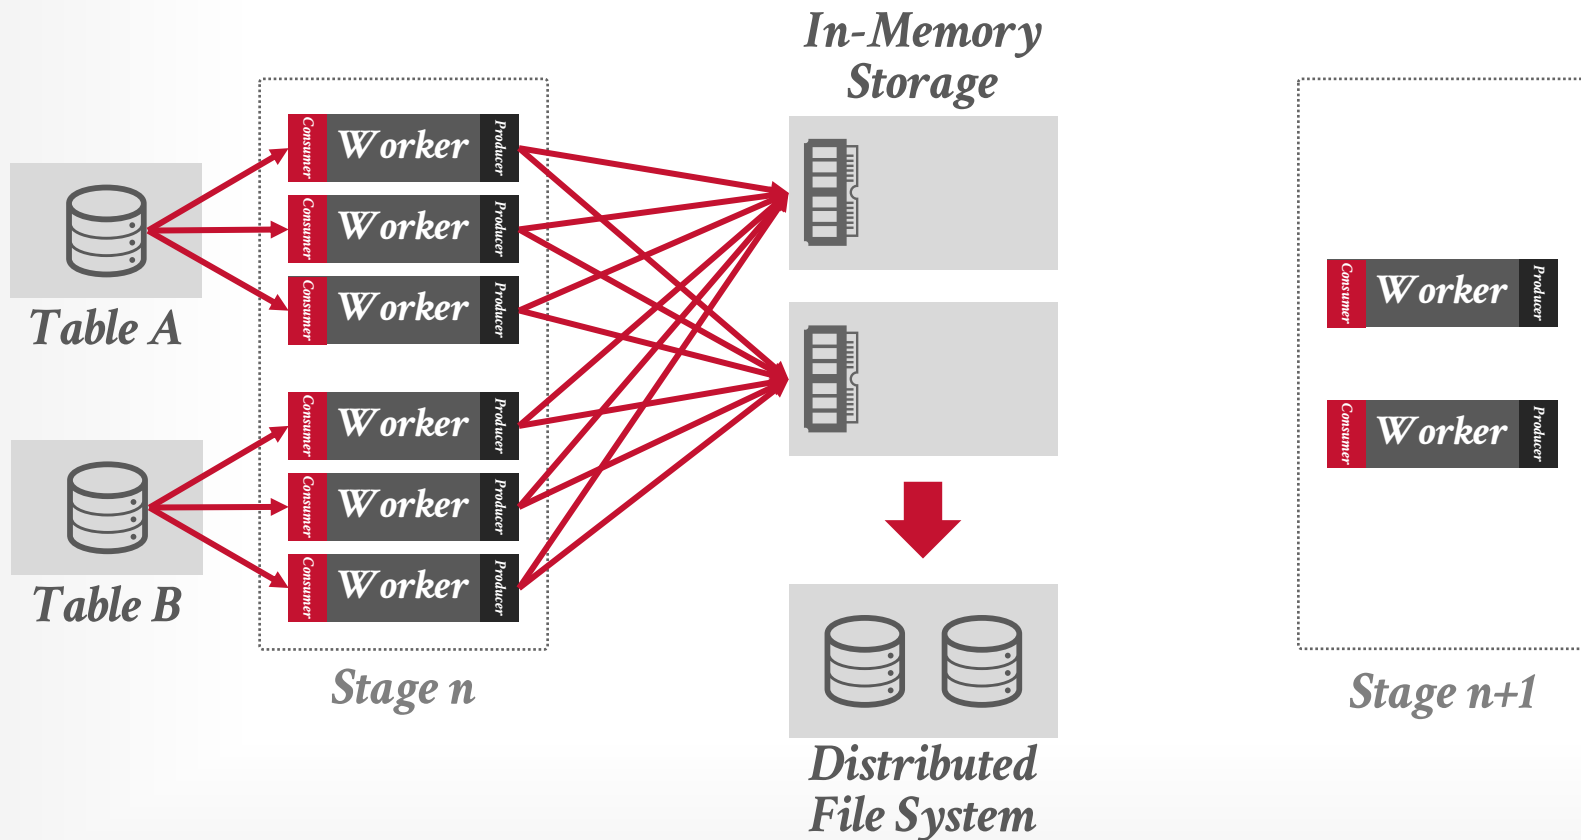 In-Memory
Storage
Consumer
Worker
Producer
Consumer
Worker
Producer
Consumer
Worker
Producer
Table A
Consumer
Worker
Producer
Consumer
Worker
Producer
Consumer
Worker
Producer
Table B
Stage n
Distributed
File System
Consumer
Worker
Producer
Consumer
Worker
Producer
Stage n+1